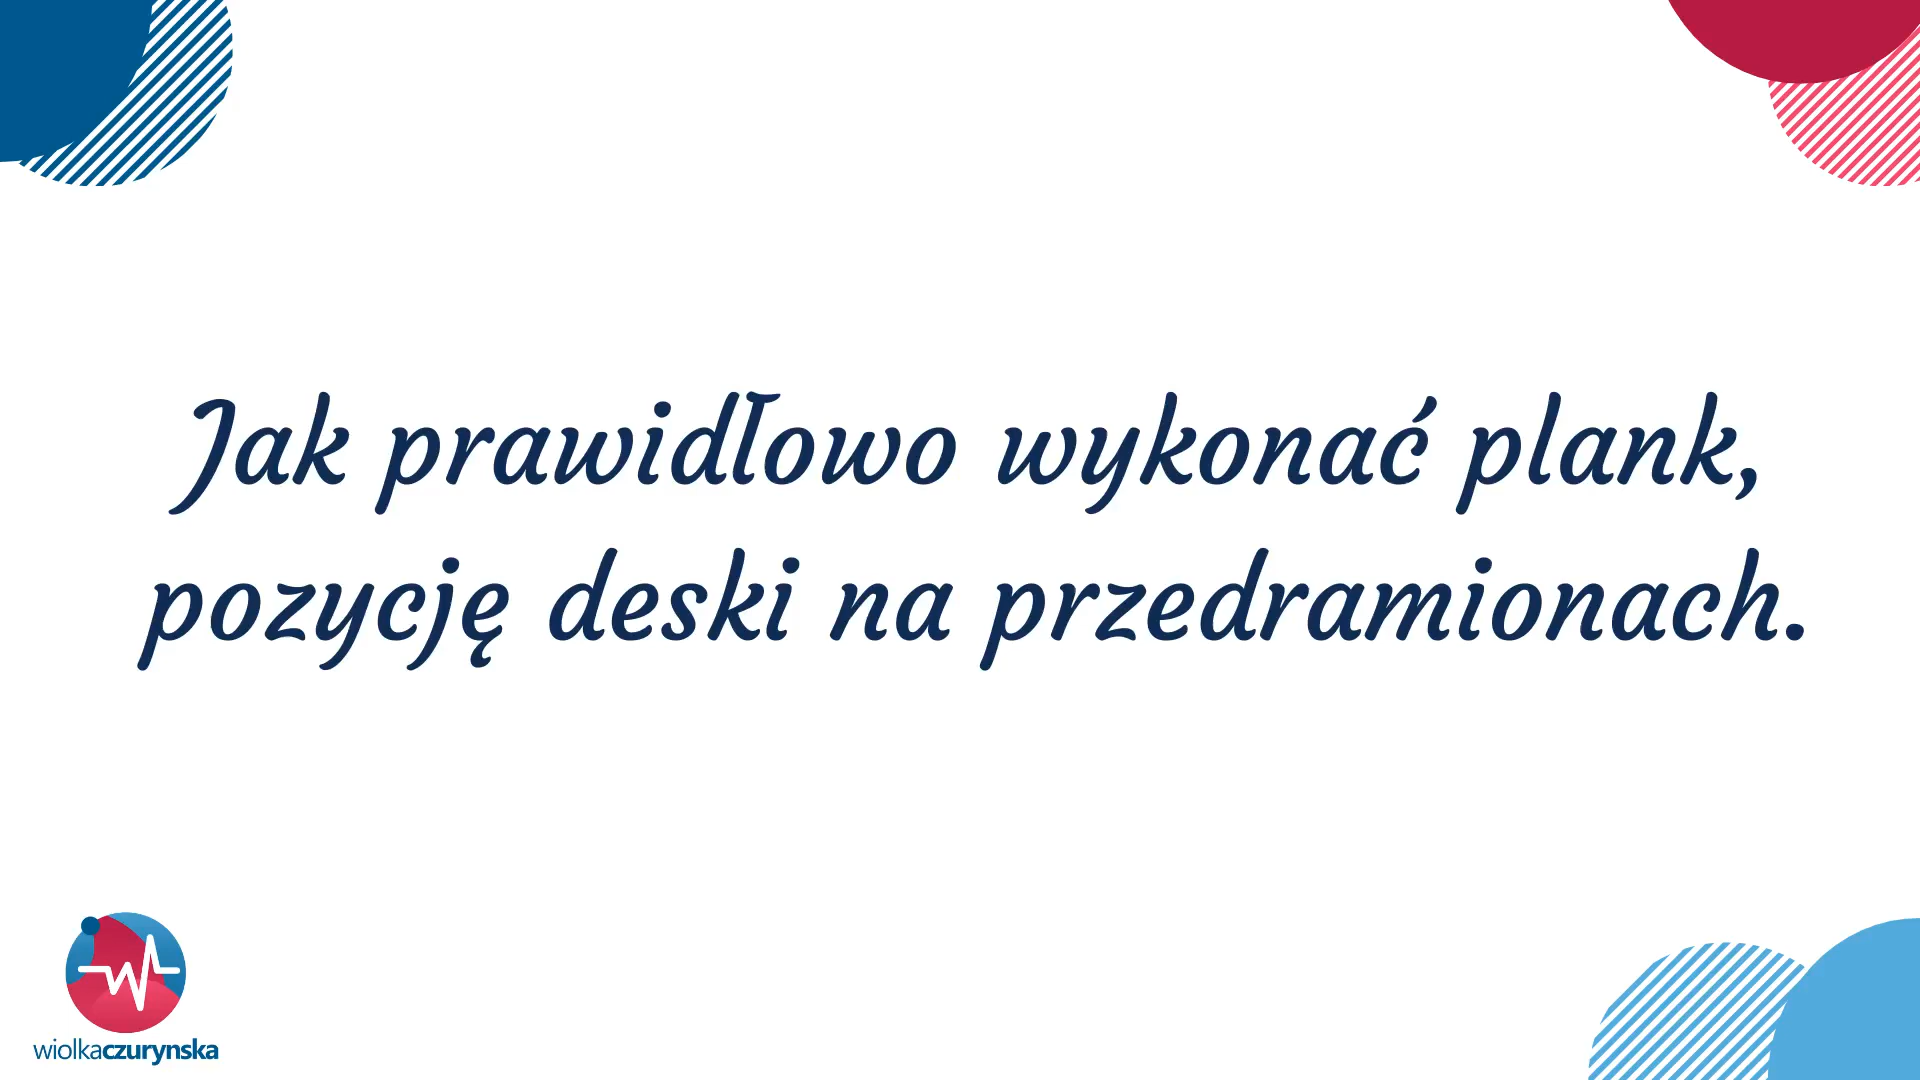 Jak prawidłowo wykonać plank,
pozycję deski na przedramionach.
wiolkaczurynska